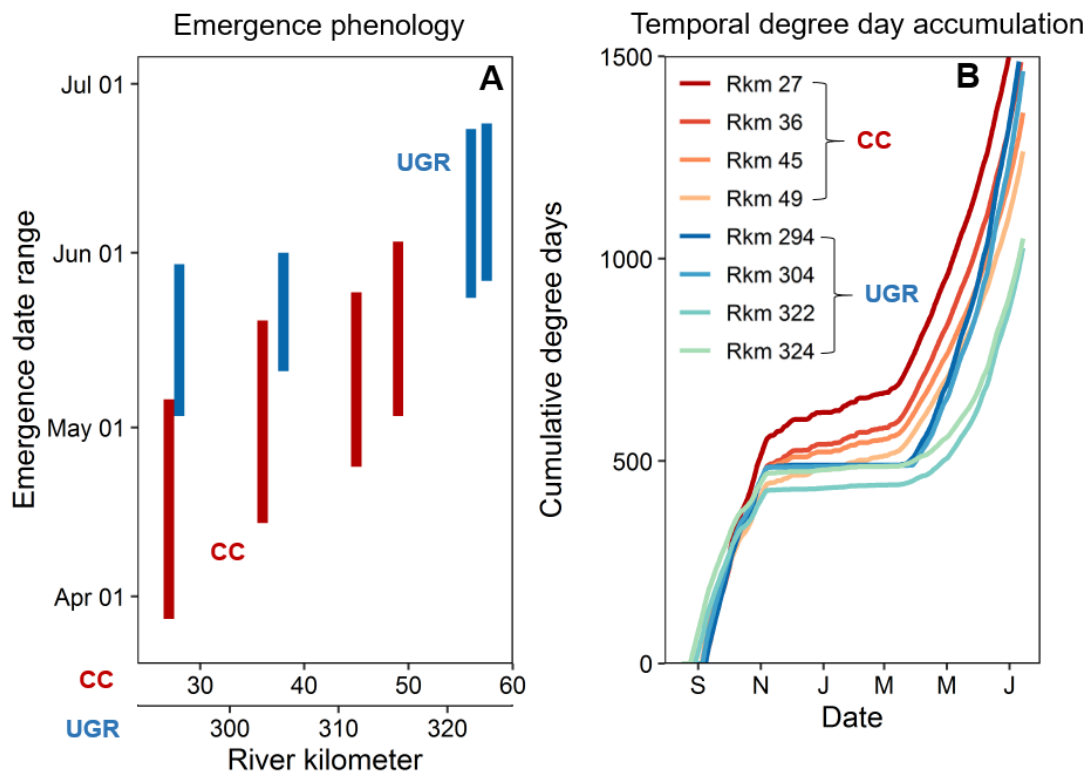 Emergence phenology
A
Jul 01
Jun 01
May 01
Apr 01
Emergence date range
UGR
CC
CC
30
40
50
60
UGR
300
310
320
River kilometer
Temporal degree day accumulation
B
1500
1000
500
0
Cumulative degree days
Rkm 27
Rkm 36
Rkm 45
Rkm 49
CC
Rkm 294
Rkm 304
Rkm 322
Rkm 324
UGR
S
N
J
M
M
J
Date